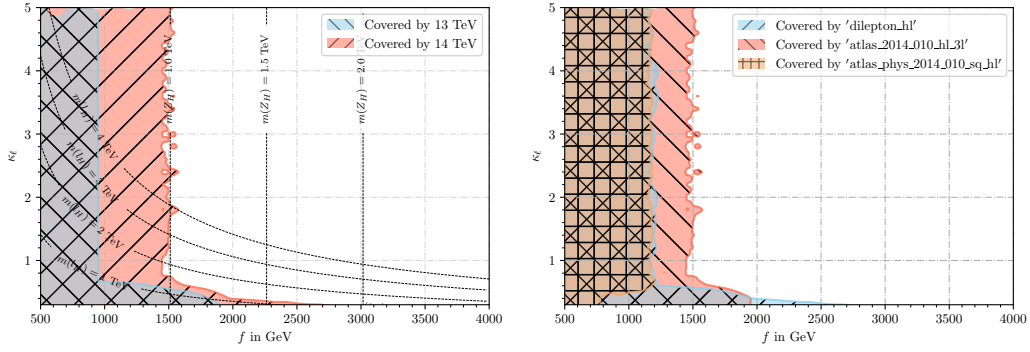 Covered by 13 TeV
Covered by 14 TeV
m(Z_H) = 1.0 TeV
m(Z_H) = 1.5 TeV
m(Z_H) = 2.0 TeV
m(l_H) = 4 TeV
m(l_H) = 3 TeV
m(l_H) = 2 TeV
m(l_H) = 1 TeV
κℓ
5
4
3
2
1
500 1000 1500 2000 2500 3000 3500 4000
f in GeV
Covered by 'dilepton_hl'
Covered by 'atlas_2014_010_hl_3l'
Covered by 'atlas_phys_2014_010_sq_hl'
κℓ
5
4
3
2
1
500 1000 1500 2000 2500 3000 3500 4000
f in GeV